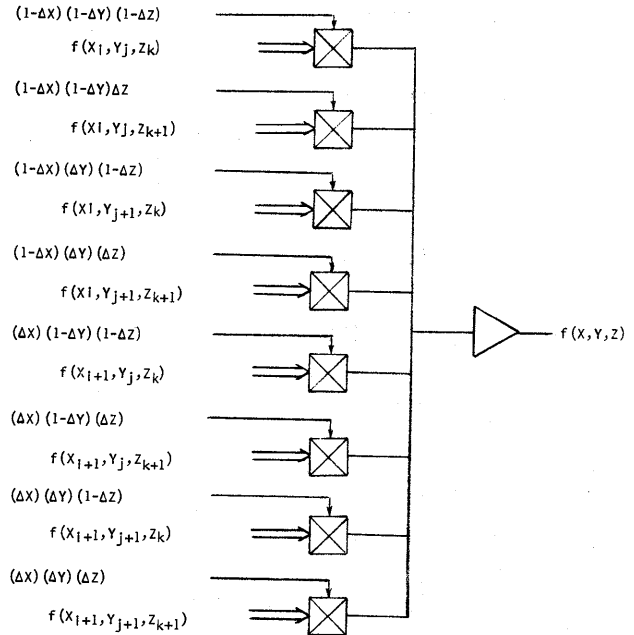 (1-ΔX)(1-ΔY)(1-ΔZ)
f(Xi,Yj,Zk)
(1-ΔX)(1-ΔY)ΔZ
f(Xi,Yj,Zk+1)
(1-ΔX)(ΔY)(1-ΔZ)
f(Xi,Yj+1,Zk)
(1-ΔX)(ΔY)(ΔZ)
f(Xi,Yj+1,Zk+1)
f(X,Y,Z)
(ΔX)(1-ΔY)(1-ΔZ)
f(Xi+1,Yj,Zk)
(ΔX)(1-ΔY)(ΔZ)
f(Xi+1,Yj,Zk+1)
(ΔX)(ΔY)(1-ΔZ)
f(Xi+1,Yj+1,Zk)
(ΔX)(ΔY)(ΔZ)
f(Xi+1,Yj+1,Zk+1)